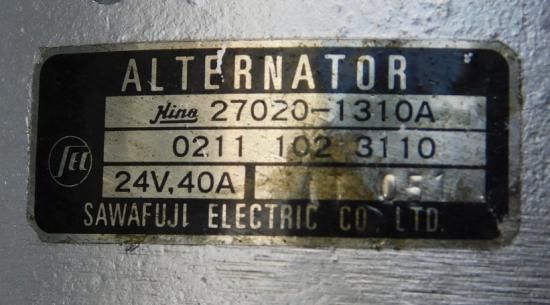 ALTERNATOR
Hino 27020-1310A
0211 102 3110
SEC
24V,40A
SAWAFUJI ELECTRIC CO., LTD.